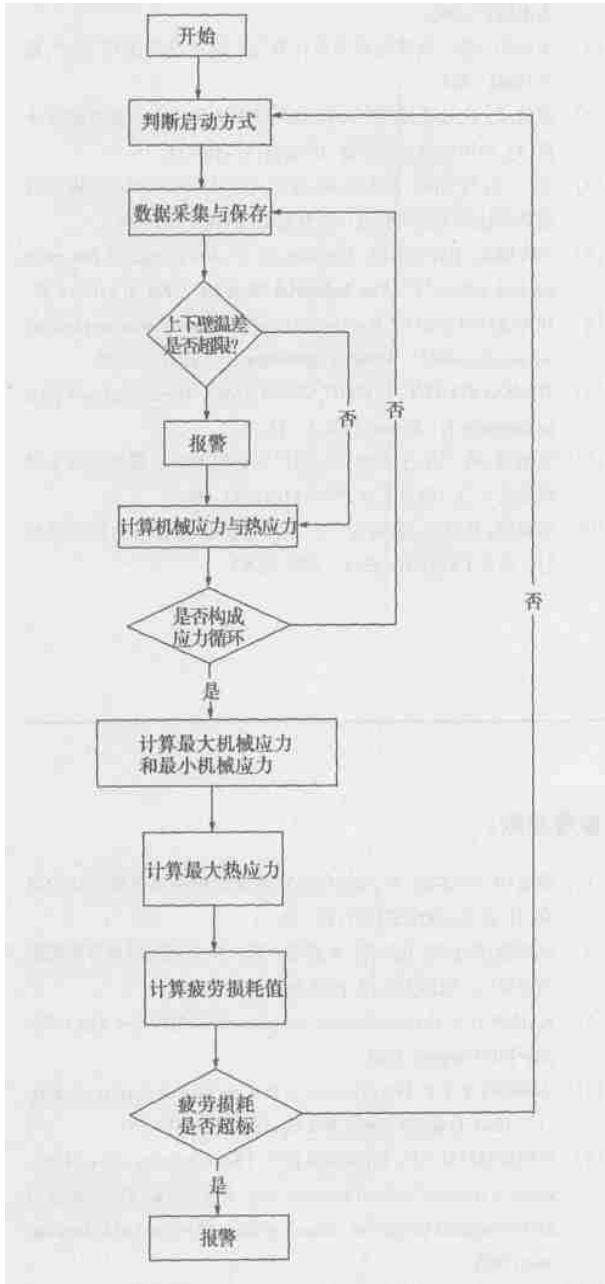 开始
判断启动方式
数据采集与保存
上下壁温差
是否超限?
否
否
报警
计算机械应力与热应力
否
是否构成
应力循环
是
计算最大机械应力
和最小机械应力
计算最大热应力
计算疲劳损耗值
疲劳损耗
是否超标
是
报警